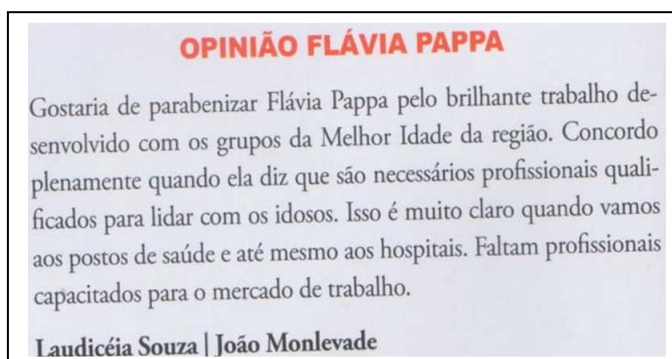 OPINIÃO FLÁVIA PAPPA
Gostaria de parabenizar Flávia Pappa pelo brilhante trabalho de-
senvolvido com os grupos da Melhor Idade da região. Concordo
plenamente quando ela diz que são necessários profissionais quali-
ficados para lidar com os idosos. Isso é muito claro quando vamos
aos postos de saúde e até mesmo aos hospitais. Faltam profissionais
capacitados para o mercado de trabalho.
Laudicéia Souza | João Monlevade